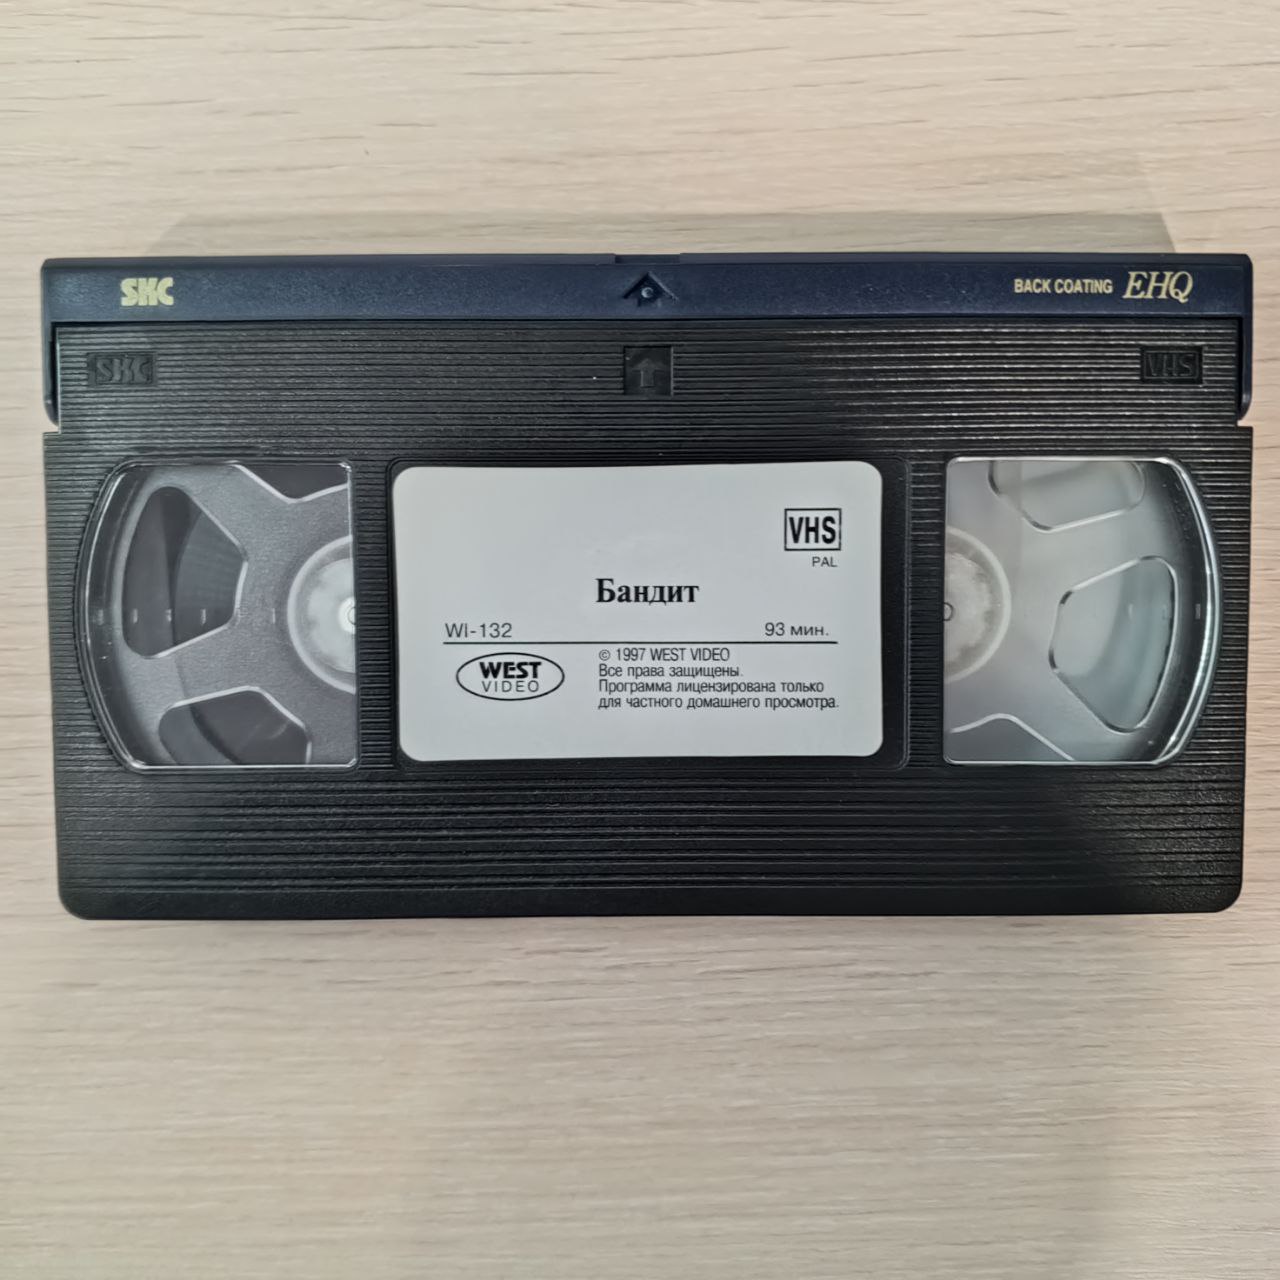 SKC
BACK COATING EHQ
SKC
VHS
VHS
PAL
Бандит
WI-132
93 мин.
WEST
VIDEO
© 1997 WEST VIDEO
Все права защищены.
Программа лицензирована только
для частного домашнего просмотра.